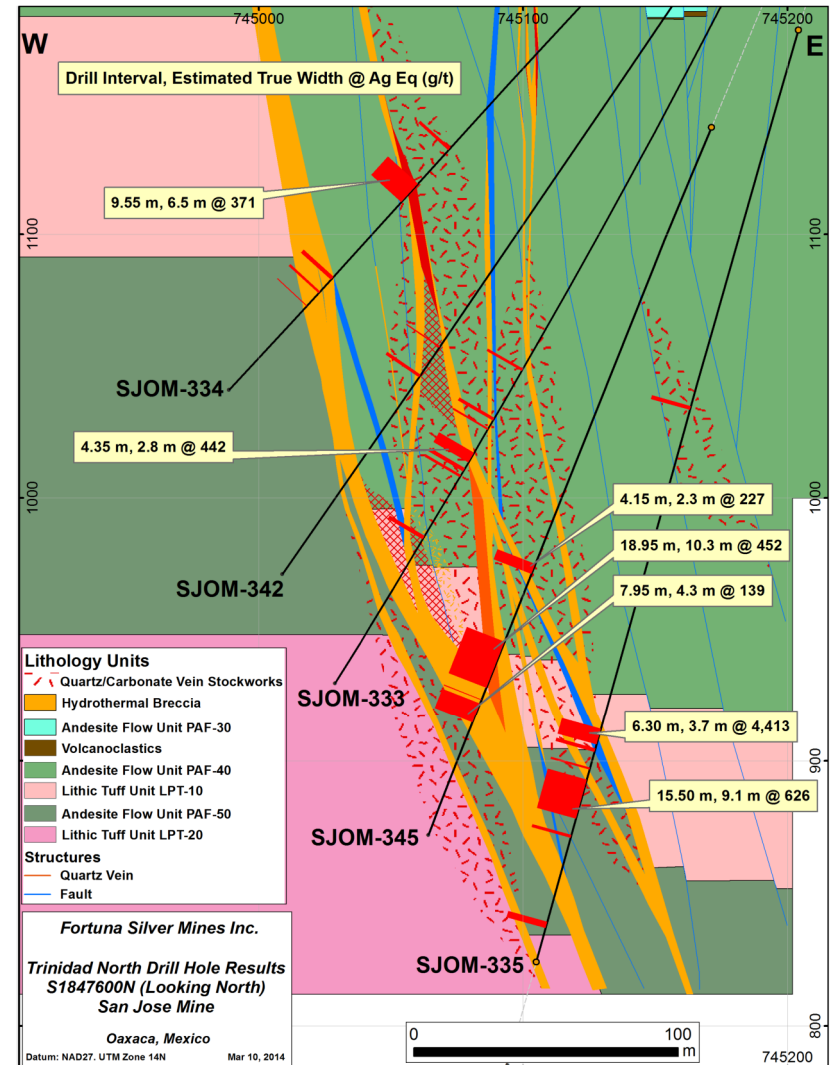 745000
745100
745200
W
E
Drill Interval, Estimated True Width @ Ag Eq (g/t)
9.55 m, 6.5 m @ 371
1100
1100
SJOM-334
4.35 m, 2.8 m @ 442
1000
1000
4.15 m, 2.3 m @ 227
18.95 m, 10.3 m @ 452
SJOM-342
7.95 m, 4.3 m @ 139
SJOM-333
6.30 m, 3.7 m @ 4,413
900
15.50 m, 9.1 m @ 626
SJOM-345
SJOM-335
Lithology Units
Quartz/Carbonate Vein Stockworks
Hydrothermal Breccia
Andesite Flow Unit PAF-30
Volcanoclastics
Andesite Flow Unit PAF-40
Lithic Tuff Unit LPT-10
Andesite Flow Unit PAF-50
Lithic Tuff Unit LPT-20
Structures
Quartz Vein
Fault
Fortuna Silver Mines Inc.
Trinidad North Drill Hole Results
S1847600N (Looking North)
San Jose Mine
Oaxaca, Mexico
Datum: NAD27. UTM Zone 14N
Mar 10, 2014
0
100
m
800
745200